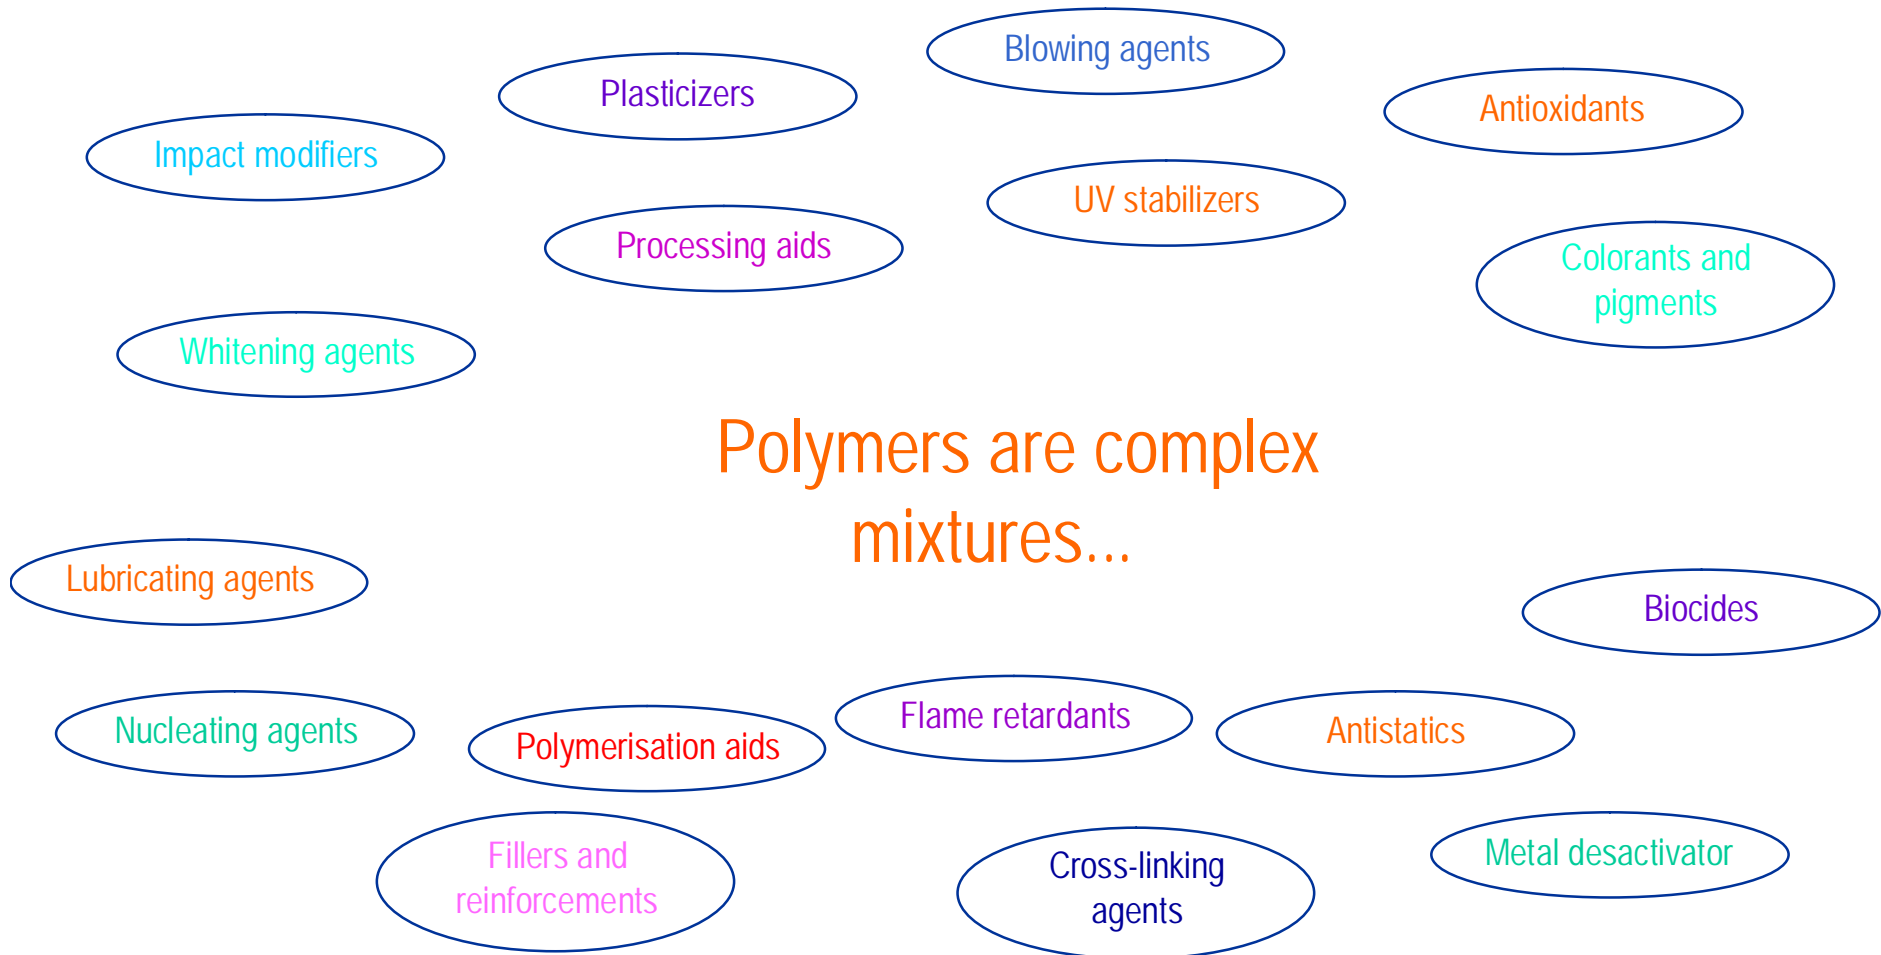 Blowing agents
Plasticizers
Antioxidants
Impact modifiers
UV stabilizers
Processing aids
Colorants and
pigments
Whitening agents
Polymers are complex
mixtures...
Lubricating agents
Biocides
Nucleating agents
Polymerisation aids
Flame retardants
Antistatics
Fillers and
reinforcements
Cross-linking
agents
Metal desactivator